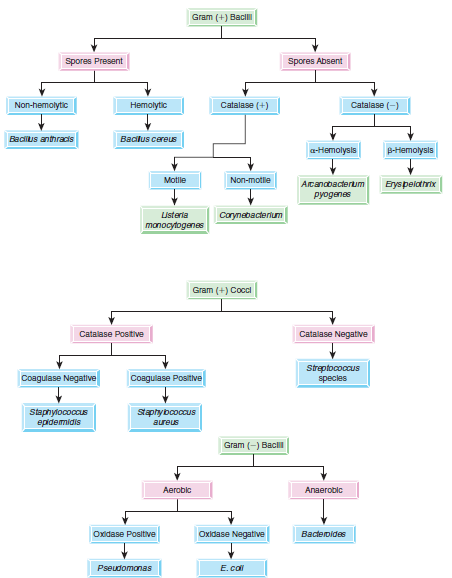 Gram (+) Bacilli
Spores Present
Spores Absent
Non-hemolytic
Hemolytic
Catalase (+)
Catalase (−)
Bacillus anthracis
Bacillus cereus
α-Hemolysis
β-Hemolysis
Motile
Non-motile
Arcanobacterium
pyogenes
Erysipelothrix
Listeria
monocytogenes
Corynebacterium
Gram (+) Cocci
Catalase Positive
Catalase Negative
Coagulase Negative
Coagulase Positive
Streptococcus
species
Staphylococcus
epidermidis
Staphylococcus
aureus
Gram (−) Bacilli
Aerobic
Anaerobic
Oxidase Positive
Oxidase Negative
Bacteroides
Pseudomonas
E. coli